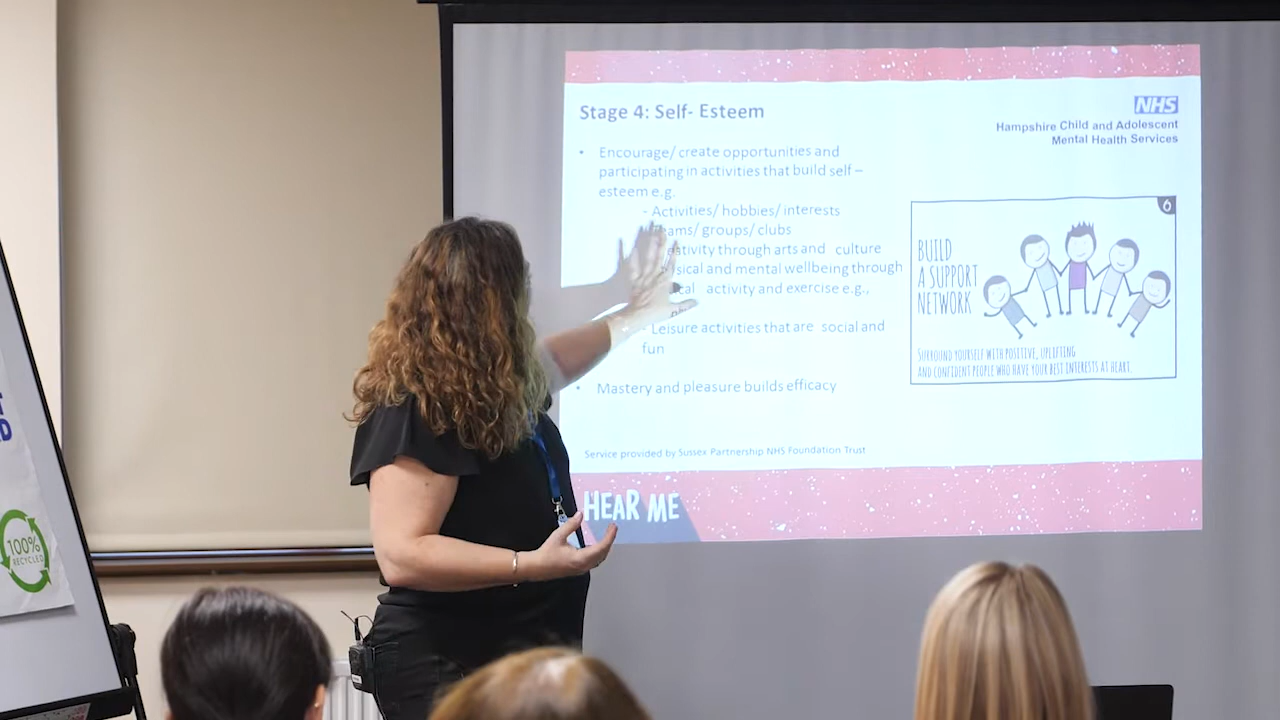 Stage 4: Self- Esteem
NHS
Hampshire Child and Adolescent
Mental Health Services
• Encourage/ create opportunities and
participating in activities that build self –
esteem e.g.
- Activities/ hobbies/ interests
groups/ clubs
through arts and culture
and mental wellbeing through
activity and exercise e.g.,
- Leisure activities that are social and
fun
• Mastery and pleasure builds efficacy
6
BUILD
A SUPPORT
NETWORK
SURROUND YOURSELF WITH POSITIVE, UPLIFTING
AND CONFIDENT PEOPLE WHO HAVE YOUR BEST INTERESTS AT HEART.
Service provided by Sussex Partnership NHS Foundation Trust
HEAR ME
100%
RECYCLED